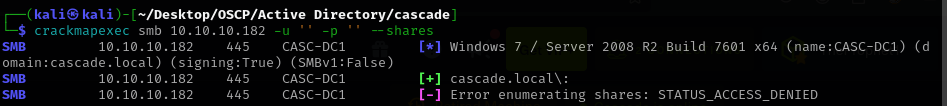 ┌──(kali㉿kali)-[~/Desktop/OSCP/Active Directory/cascade]
└─$ crackmapexec smb 10.10.10.182 -u '' -p '' --shares
SMB         10.10.10.182    445    CASC-DC1         [*] Windows 7 / Server 2008 R2 Build 7601 x64 (name:CASC-DC1) (d
omain:cascade.local) (signing:True) (SMBv1:False)
SMB         10.10.10.182    445    CASC-DC1         [+] cascade.local\:
SMB         10.10.10.182    445    CASC-DC1         [-] Error enumerating shares: STATUS_ACCESS_DENIED